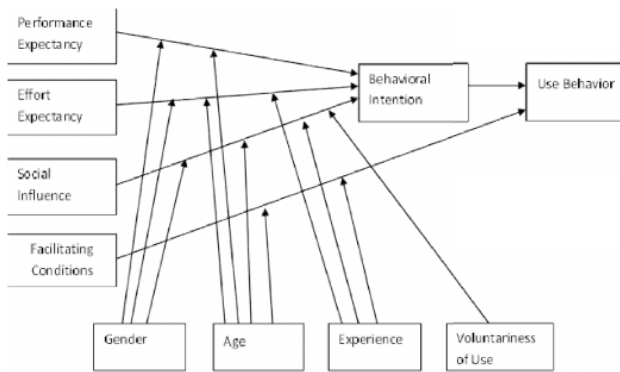 Performance
Expectancy
Effort
Expectancy
Social
Influence
Facilitating
Conditions
Behavioral
Intention
Use Behavior
Gender
Age
Experience
Voluntariness
of Use